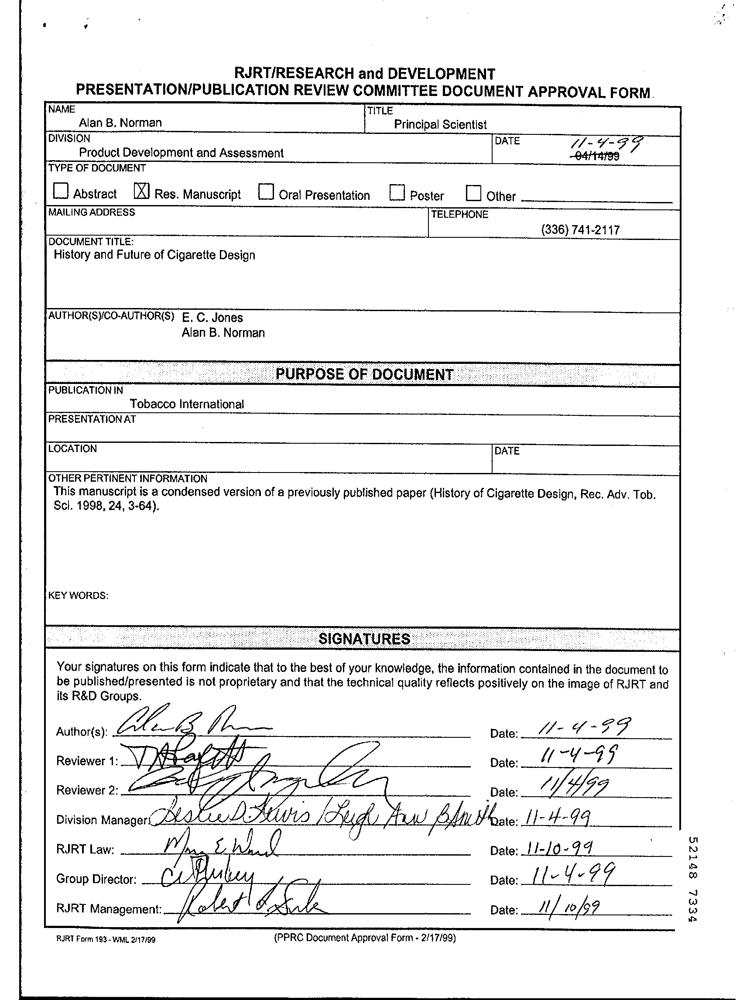 RJRT/RESEARCH and DEVELOPMENT
PRESENTATION/PUBLICATION REVIEW COMMITTEE DOCUMENT APPROVAL FORM
NAME
Alan B. Norman
TITLE
Principal Scientist
DIVISION
Product Development and Assessment
DATE
11-4-99
04/14/99
TYPE OF DOCUMENT
Abstract X Res. Manuscript Oral Presentation Poster Other
MAILING ADDRESS
TELEPHONE
(336) 741-2117
DOCUMENT TITLE:
History and Future of Cigarette Design
AUTHOR(S)/CO-AUTHOR(S) E. C. Jones
Alan B. Norman
PURPOSE OF DOCUMENT
PUBLICATION IN
Tobacco International
PRESENTATION AT
LOCATION
DATE
OTHER PERTINENT INFORMATION
This manuscript is a condensed version of a previously published paper (History of Cigarette Design, Rec. Adv. Tob.
Sci. 1998, 24, 3-64).
KEY WORDS:
SIGNATURES
Your signatures on this form indicate that to the best of your knowledge, the information contained in the document to
be published/presented is not proprietary and that the technical quality reflects positively on the image of RJRT and
its R&D Groups.
Author(s): Alan B Date: 11-4-99
Reviewer 1: Date: 11-4-99
Reviewer 2: Date: 11/4/99
Division Manager: Leslie D. Lewis / Leigh Ann B Smith Date: 11-4-99
RJRT Law: Mary E. Ward Date: 11-10-99
Group Director: Date: 11-4-99
RJRT Management: Robert Date: 11/10/99
52148 7334
RJRT Form 193 - WML 2/17/99
(PPRC Document Approval Form - 2/17/99)